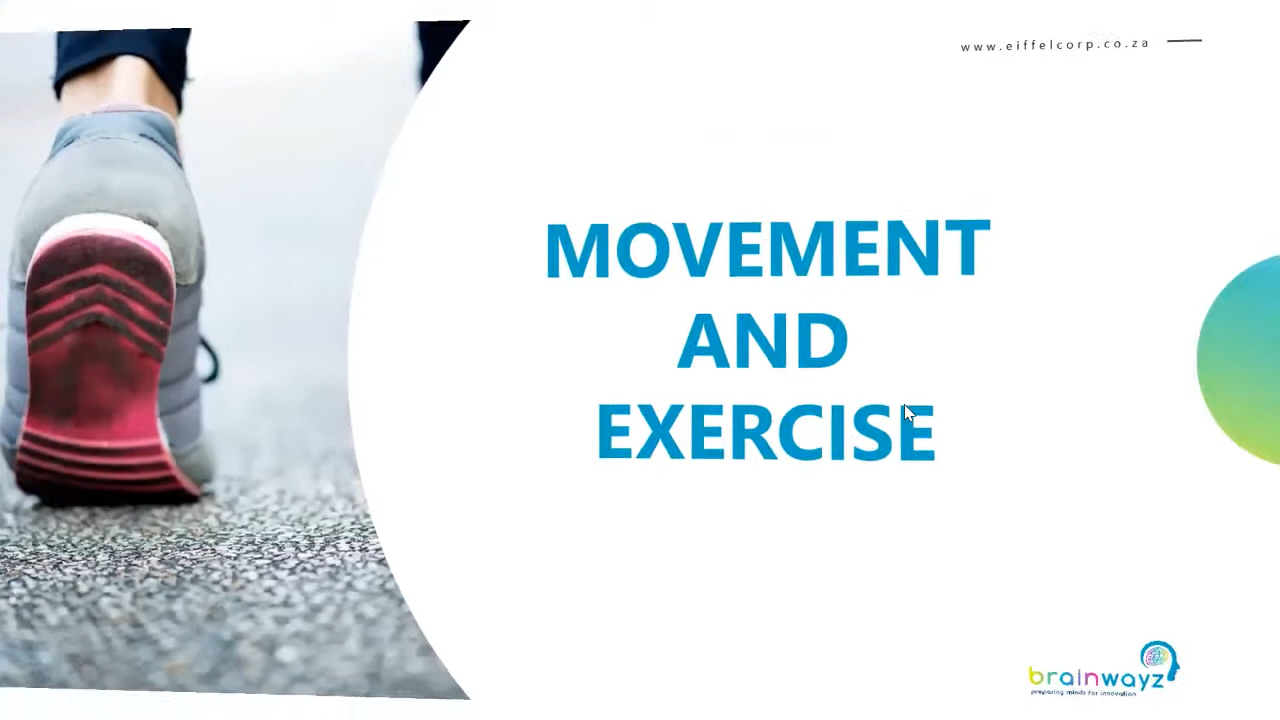 www.eiffelcorp.co.za
MOVEMENT
AND
EXERCISE
brainwayz
preparing minds for innovation